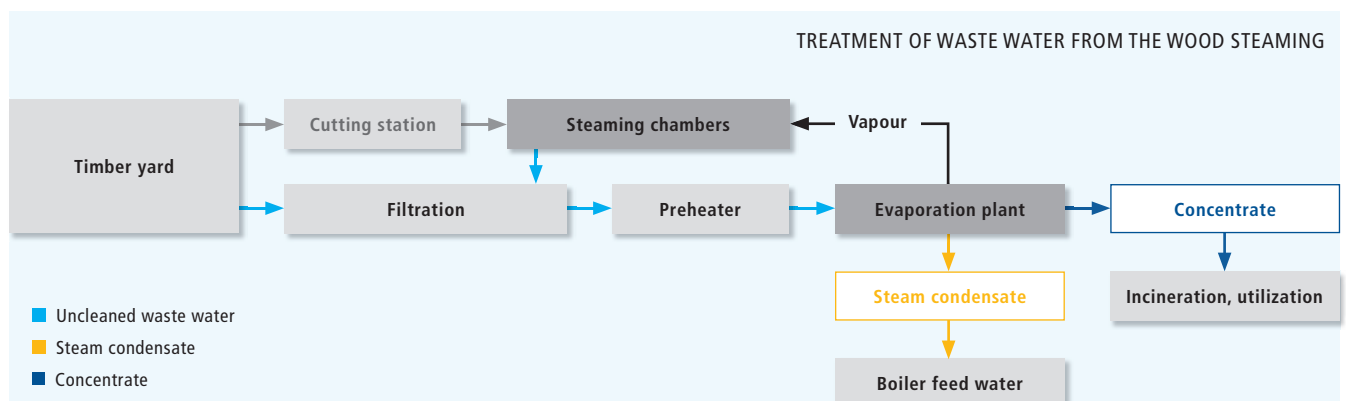 TREATMENT OF WASTE WATER FROM THE WOOD STEAMING
Timber yard
Cutting station
Steaming chambers
Vapour
Filtration
Preheater
Evaporation plant
Concentrate
Steam condensate
Incineration, utilization
Boiler feed water
Uncleaned waste water
Steam condensate
Concentrate